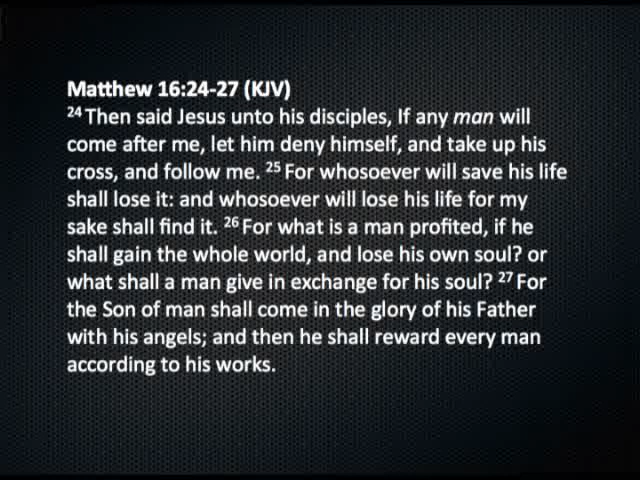 Matthew 16:24-27 (KJV)
24 Then said Jesus unto his disciples, If any man will
come after me, let him deny himself, and take up his
cross, and follow me. 25 For whosoever will save his life
shall lose it: and whosoever will lose his life for my
sake shall find it. 26 For what is a man profited, if he
shall gain the whole world, and lose his own soul? or
what shall a man give in exchange for his soul? 27 For
the Son of man shall come in the glory of his Father
with his angels; and then he shall reward every man
according to his works.